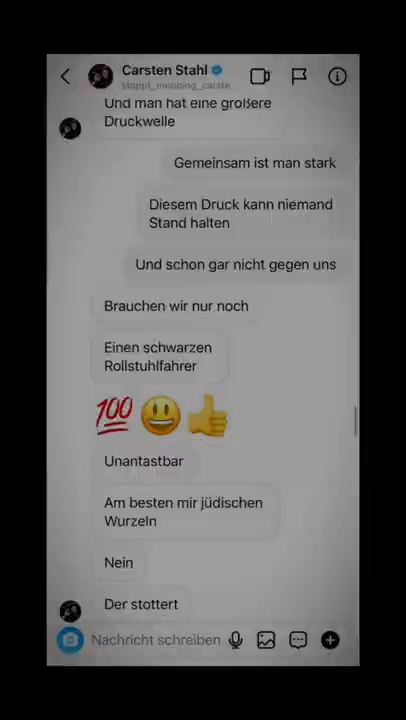 Carsten Stahl
stoppt_mobbing_carste...
Und man hat eine größere
Druckwelle
Gemeinsam ist man stark
Diesem Druck kann niemand
Stand halten
Und schon gar nicht gegen uns
Brauchen wir nur noch
Einen schwarzen
Rollstuhlfahrer
💯😃👍
Unantastbar
Am besten mir jüdischen
Wurzeln
Nein
Der stottert
Nachricht schreiben